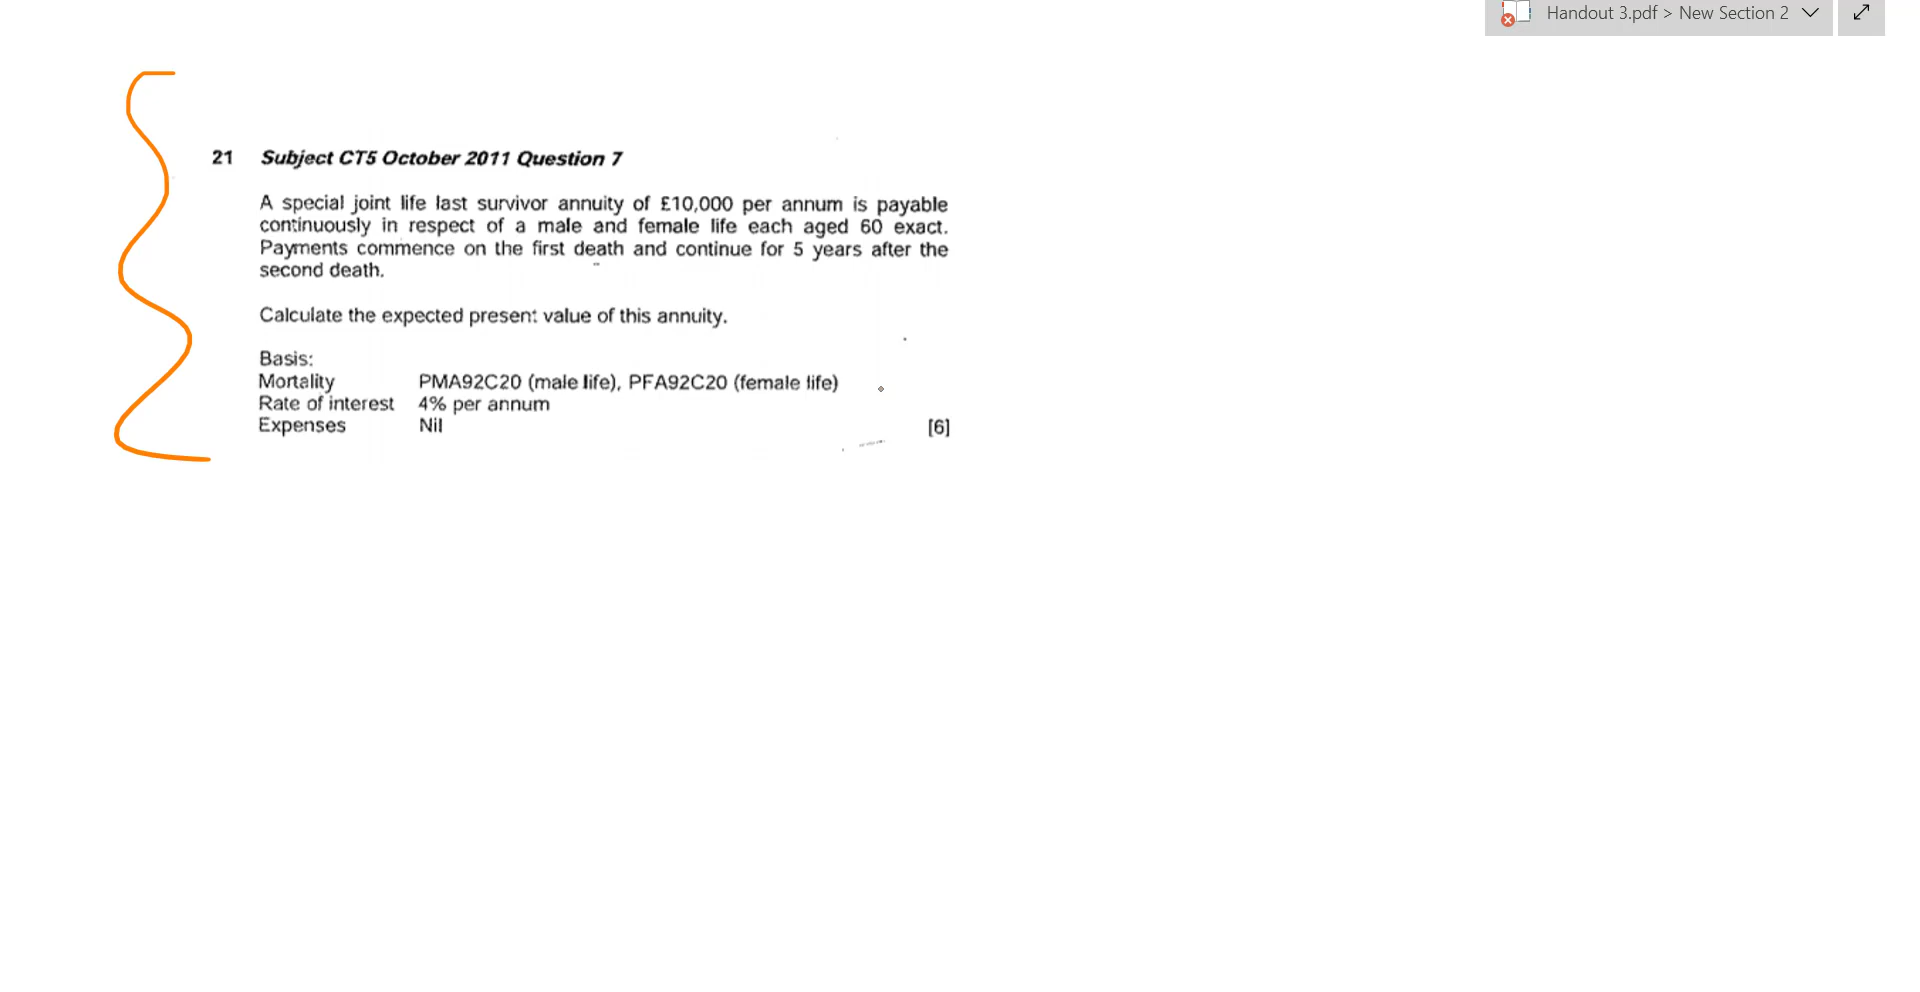 Handout 3.pdf > New Section 2
21 Subject CT5 October 2011 Question 7
A special joint life last survivor annuity of £10,000 per annum is payable
continuously in respect of a male and female life each aged 60 exact.
Payments commence on the first death and continue for 5 years after the
second death.
Calculate the expected present value of this annuity.
Basis:
Mortality PMA92C20 (male life), PFA92C20 (female life)
Rate of interest 4% per annum
Expenses Nil [6]